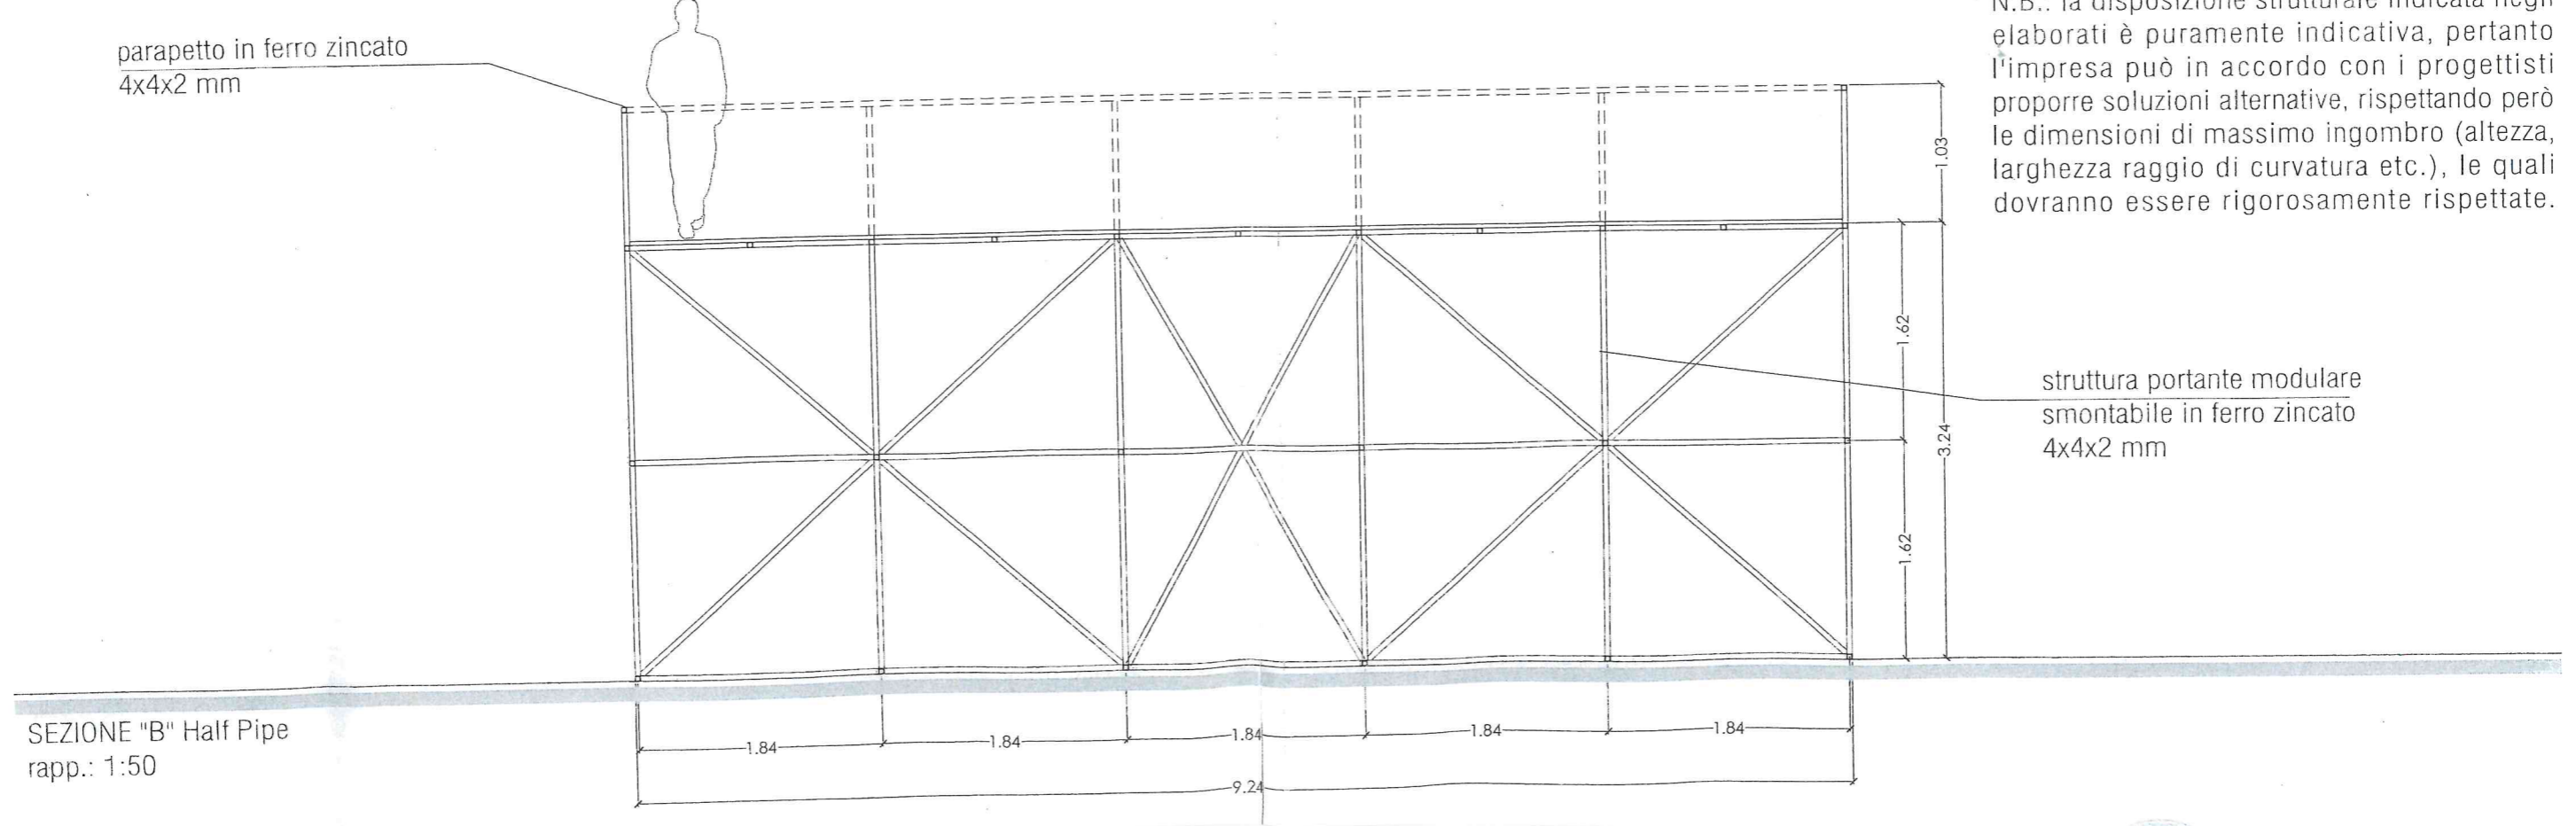 parapetto in ferro zincato
4x4x2 mm
N.B.: la disposizione strutturale indicata negli
elaborati è puramente indicativa, pertanto
l'impresa può in accordo con i progettisti
proporre soluzioni alternative, rispettando però
le dimensioni di massimo ingombro (altezza,
larghezza raggio di curvatura etc.), le quali
dovranno essere rigorosamente rispettate.
1.03
1.62
3.24
1.62
struttura portante modulare
smontabile in ferro zincato
4x4x2 mm
SEZIONE "B" Half Pipe
rapp.: 1:50
1.84
1.84
1.84
1.84
1.84
9.24